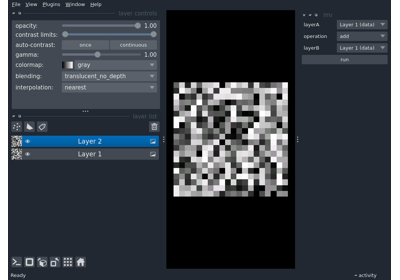 File View Plugins Window Help
layer controls
opacity: 1.00
contrast limits:
auto-contrast: once continuous
gamma: 1.00
colormap: gray
blending: translucent_no_depth
interpolation: nearest
layer list
Layer 2
Layer 1
layerA Layer 1 (data)
operation add
layerB Layer 1 (data)
run
Ready
activity